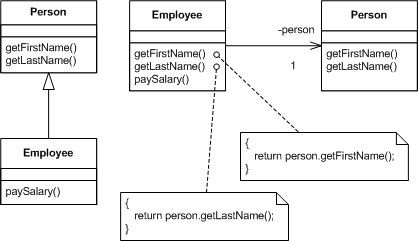 Person
getFirstName()
getLastName()
Employee
paySalary()
Employee
getFirstName()
getLastName()
paySalary()
-person
1
Person
getFirstName()
getLastName()
{
return person.getFirstName();
}
{
return person.getLastName();
}